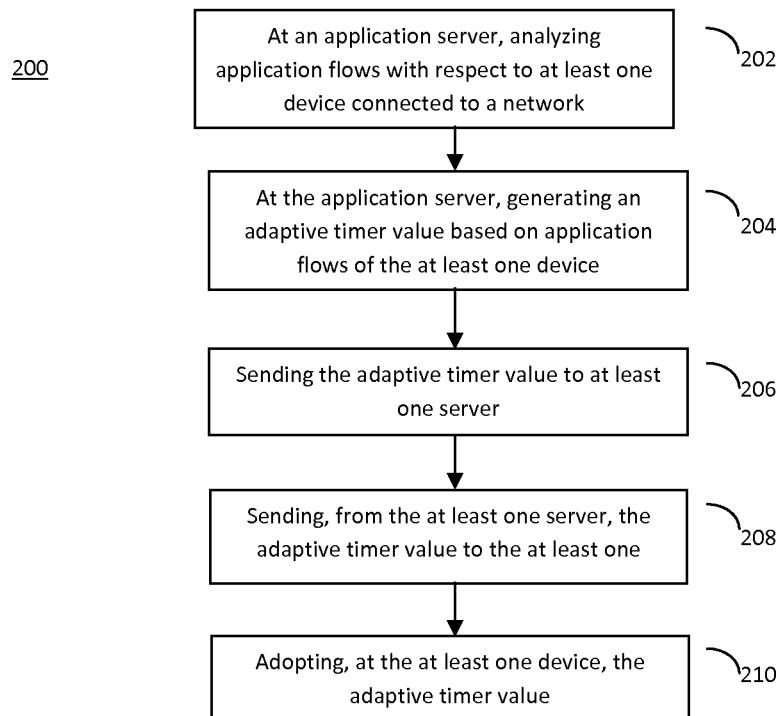 200
At an application server, analyzing
application flows with respect to at least one
device connected to a network
202
At the application server, generating an
adaptive timer value based on application
flows of the at least one device
204
Sending the adaptive timer value to at least
one server
206
Sending, from the at least one server, the
adaptive timer value to the at least one
208
Adopting, at the at least one device, the
adaptive timer value
210